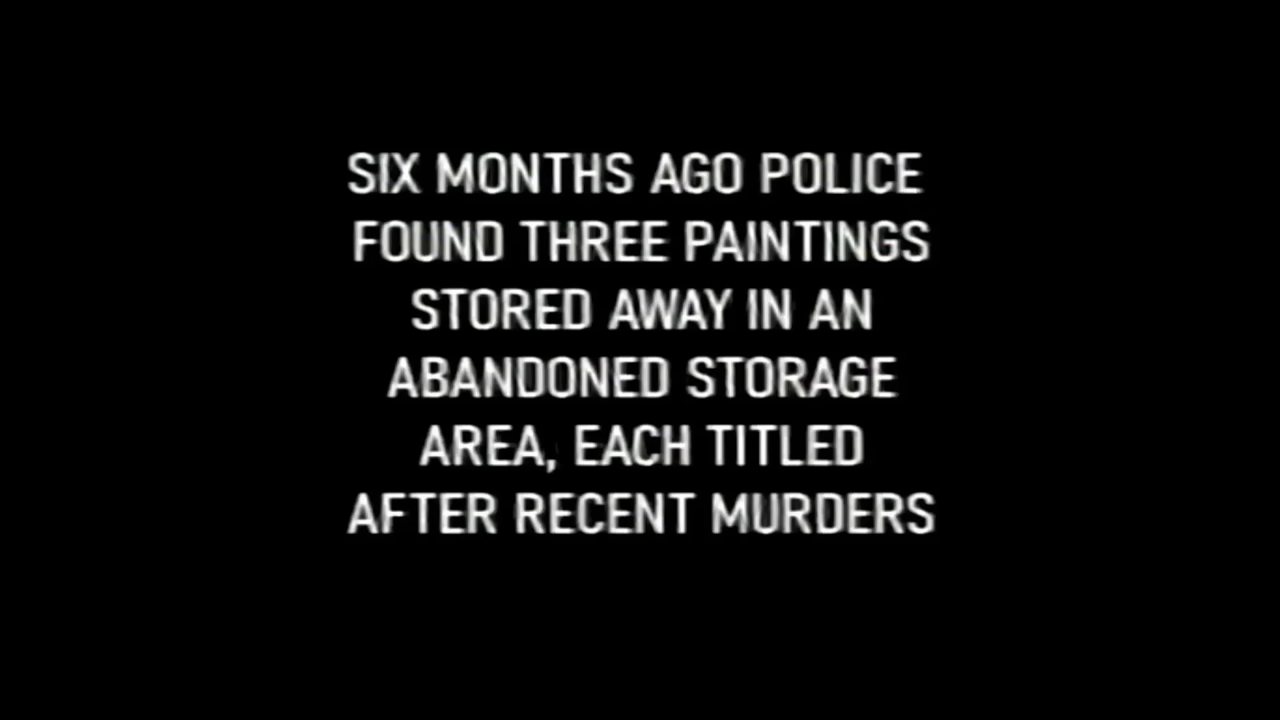 SIX MONTHS AGO POLICE
FOUND THREE PAINTINGS
STORED AWAY IN AN
ABANDONED STORAGE
AREA, EACH TITLED
AFTER RECENT MURDERS